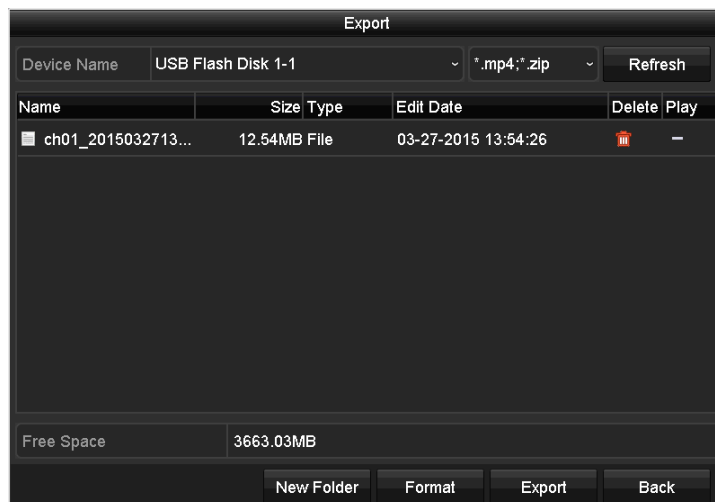 Export
Device Name USB Flash Disk 1-1 *.mp4;*.zip Refresh
Name Size Type Edit Date Delete Play
ch01_2015032713... 12.54MB File 03-27-2015 13:54:26 –
Free Space 3663.03MB
New Folder Format Export Back